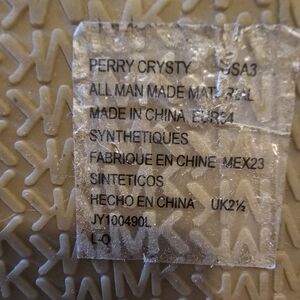 PERRY CRYSTY USA3
ALL MAN MADE MATERIAL
MADE IN CHINA EUR34
SYNTHETIQUES
FABRIQUE EN CHINE MEX23
SINTETICOS
HECHO EN CHINA UK2½
JY100490L
L-O